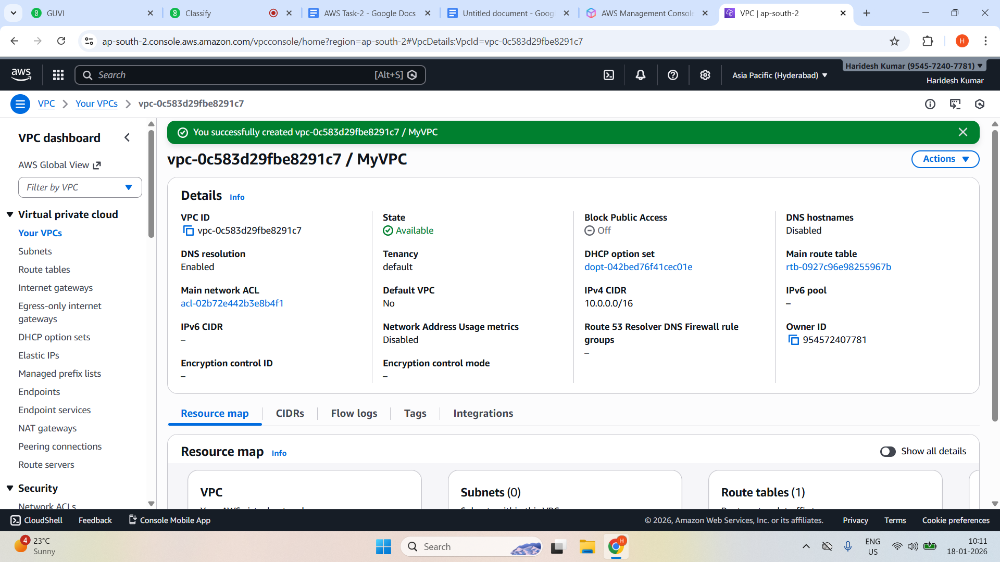 GUVI
Classify
AWS Task-2 - Google Docs
Untitled document - Goog
AWS Management Console
VPC | ap-south-2
ap-south-2.console.aws.amazon.com/vpcconsole/home?region=ap-south-2#VpcDetails:VpcId=vpc-0c583d29fbe8291c7
H
aws
Search
[Alt+S]
Asia Pacific (Hyderabad)
Haridesh Kumar (9545-7240-7781)
Haridesh Kumar
VPC
Your VPCs
vpc-0c583d29fbe8291c7
VPC dashboard
AWS Global View
Filter by VPC
Virtual private cloud
Your VPCs
Subnets
Route tables
Internet gateways
Egress-only internet
gateways
DHCP option sets
Elastic IPs
Managed prefix lists
Endpoints
Endpoint services
NAT gateways
Peering connections
Route servers
Security
Network ACLs
You successfully created vpc-0c583d29fbe8291c7 / MyVPC
vpc-0c583d29fbe8291c7 / MyVPC
Actions
Details Info
VPC ID
vpc-0c583d29fbe8291c7
State
Available
Block Public Access
Off
DNS hostnames
Disabled
DNS resolution
Enabled
Tenancy
default
DHCP option set
dopt-042bed76f41cec01e
Main route table
rtb-0927c96e98255967b
Main network ACL
acl-02b72e442b3e8b4f1
Default VPC
No
IPv4 CIDR
10.0.0.0/16
IPv6 pool
–
IPv6 CIDR
–
Network Address Usage metrics
Disabled
Route 53 Resolver DNS Firewall rule
groups
–
Owner ID
954572407781
Encryption control ID
–
Encryption control mode
–
Resource map
CIDRs
Flow logs
Tags
Integrations
Resource map Info
Show all details
VPC
Subnets (0)
Route tables (1)
CloudShell
Feedback
Console Mobile App
© 2026, Amazon Web Services, Inc. or its affiliates.
Privacy
Terms
Cookie preferences
4
23°C
Sunny
Search
H
ENG
US
10:11
18-01-2026